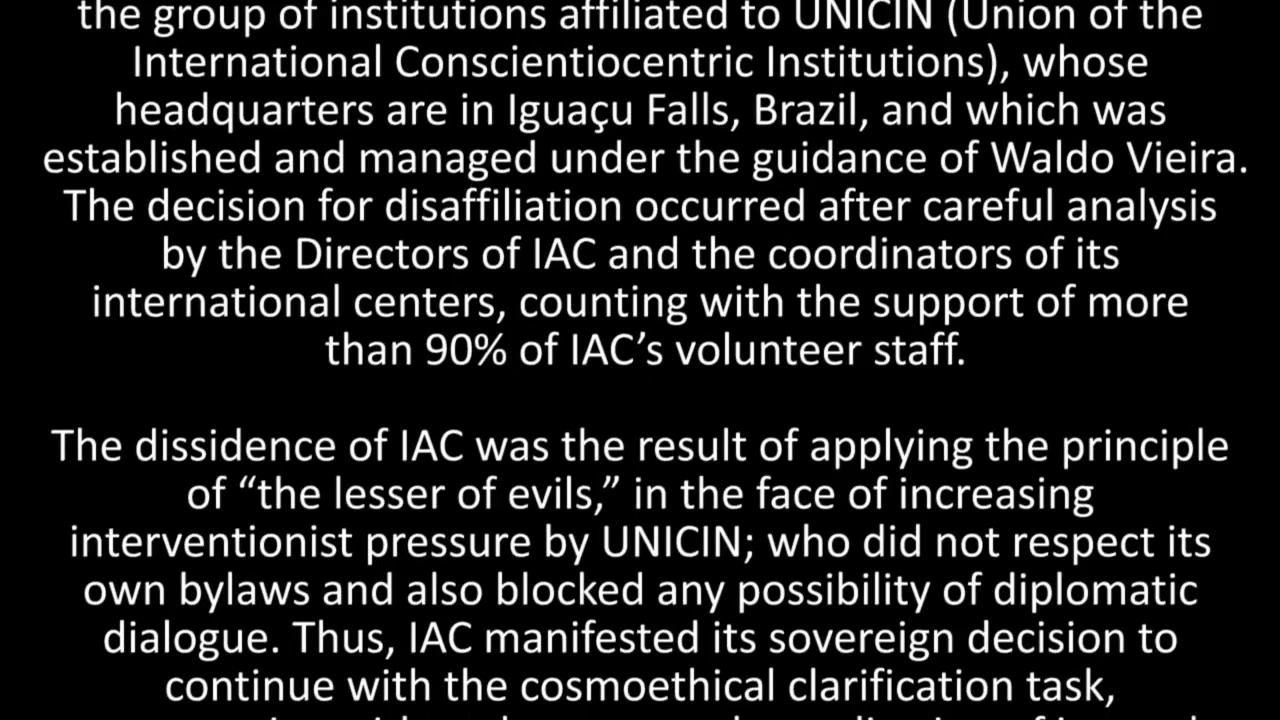 the group of institutions affiliated to UNICIN (Union of the
International Conscientiocentric Institutions), whose
headquarters are in Iguaçu Falls, Brazil, and which was
established and managed under the guidance of Waldo Vieira.
The decision for disaffiliation occurred after careful analysis
by the Directors of IAC and the coordinators of its
international centers, counting with the support of more
than 90% of IAC’s volunteer staff.
The dissidence of IAC was the result of applying the principle
of “the lesser of evils,” in the face of increasing
interventionist pressure by UNICIN; who did not respect its
own bylaws and also blocked any possibility of diplomatic
dialogue. Thus, IAC manifested its sovereign decision to
continue with the cosmoethical clarification task,